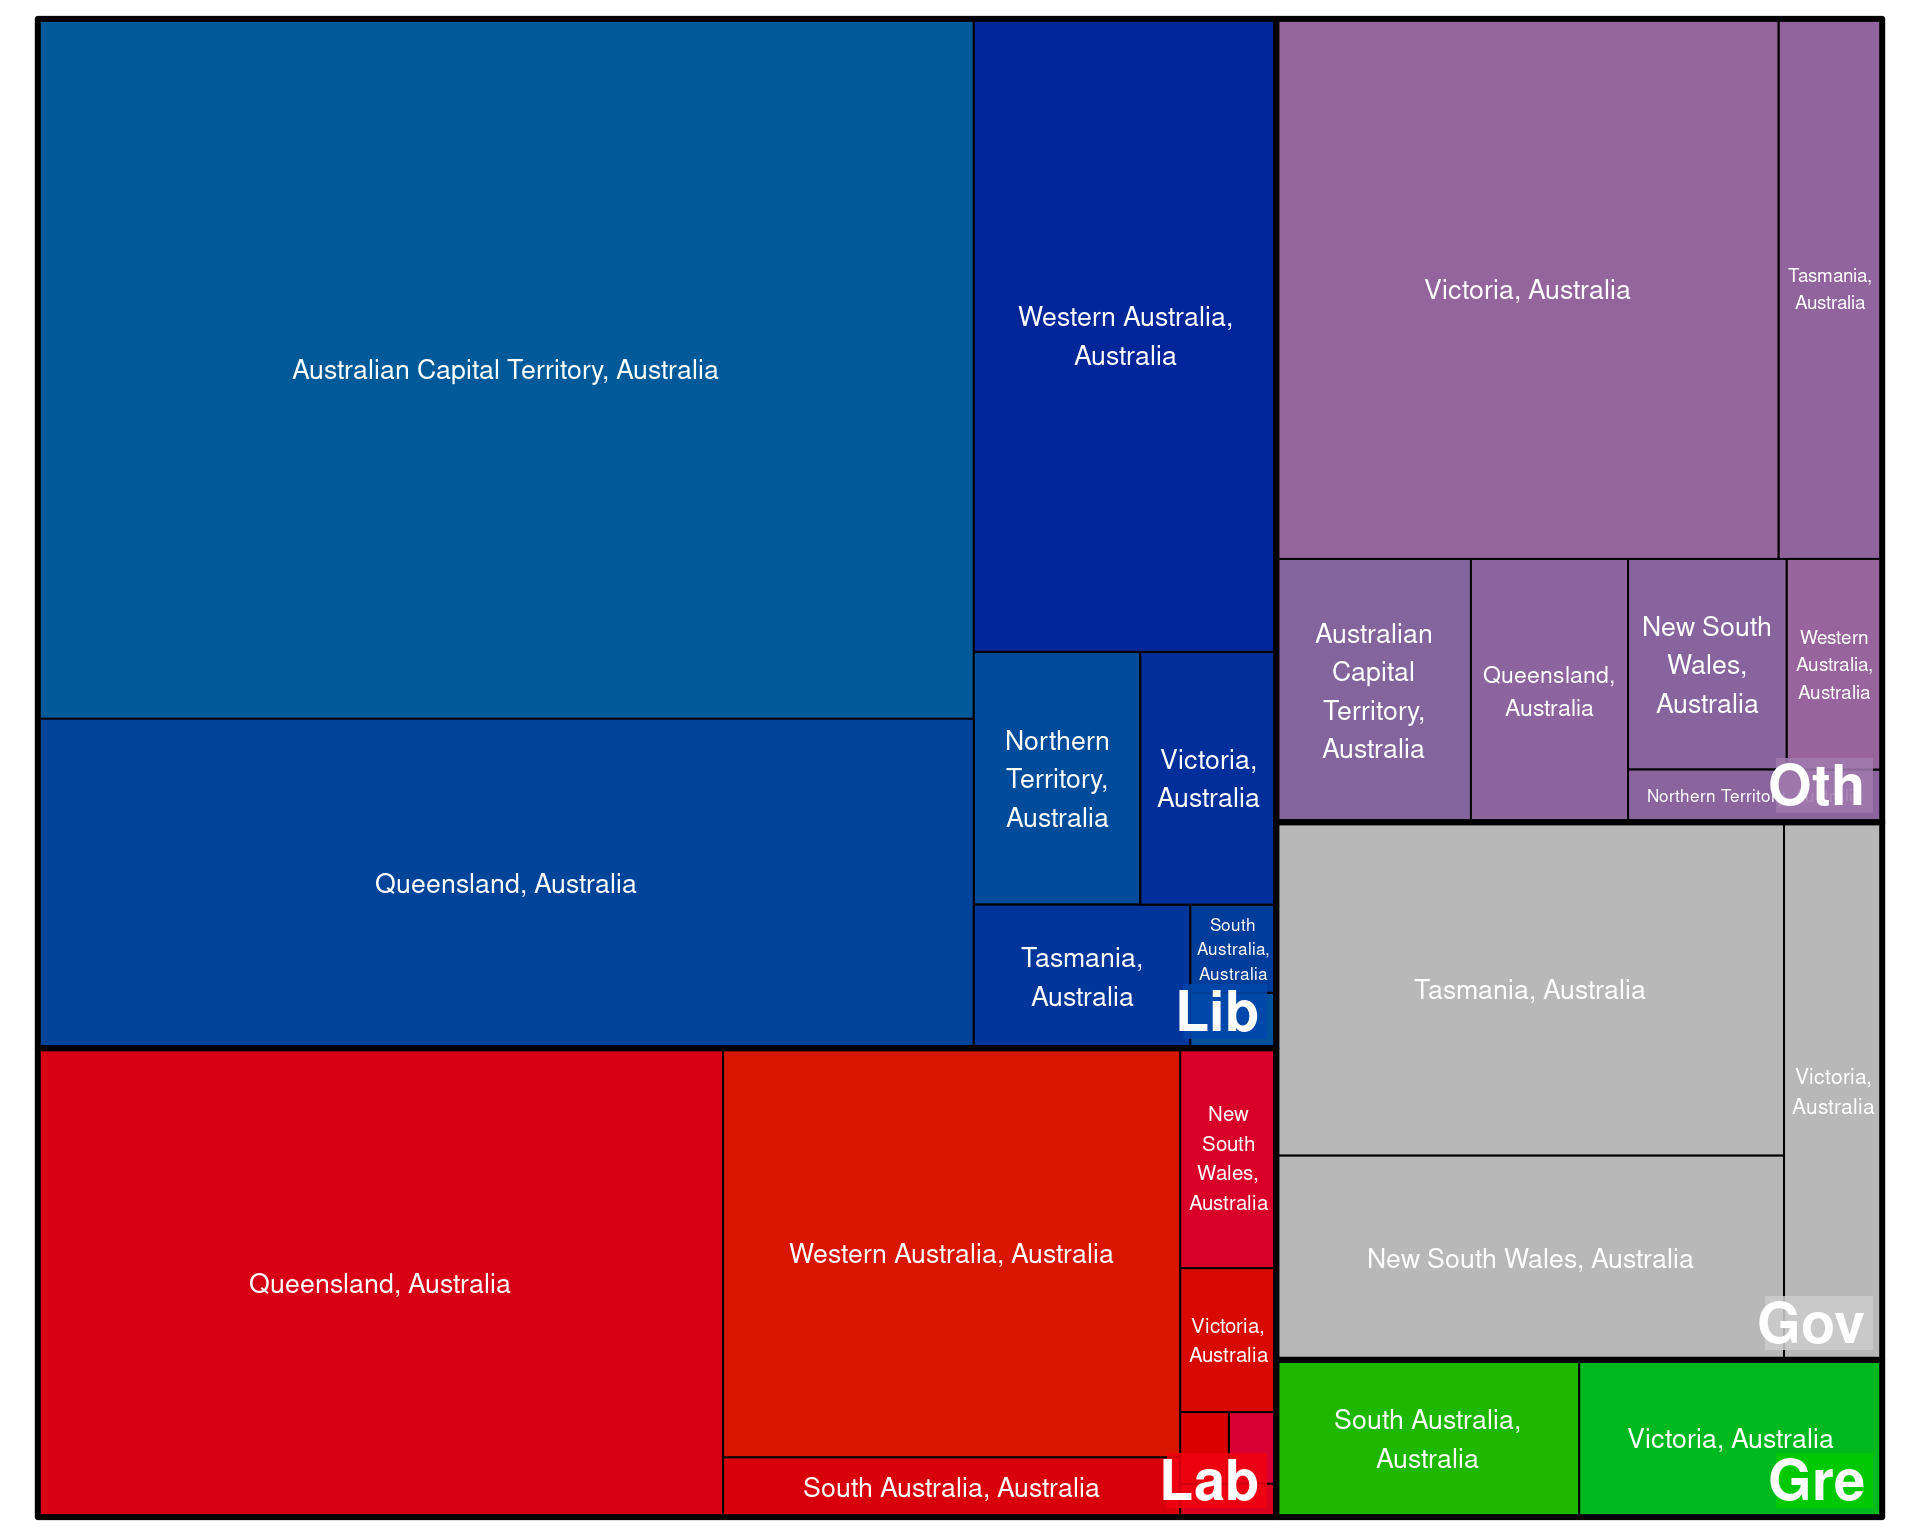 Australian Capital Territory, Australia
Western Australia,
Australia
Queensland, Australia
Northern
Territory,
Australia
Victoria,
Australia
Tasmania,
Australia
South
Australia,
Australia
Lib
Queensland, Australia
Western Australia, Australia
South Australia, Australia
New
South
Wales,
Australia
Victoria,
Australia
Lab
Victoria, Australia
Tasmania,
Australia
Australian
Capital
Territory,
Australia
Queensland,
Australia
New South
Wales,
Australia
Western
Australia,
Australia
Northern
Oth
Tasmania, Australia
Victoria,
Australia
New South Wales, Australia
Gov
South Australia,
Australia
Victoria, Australia
Gre